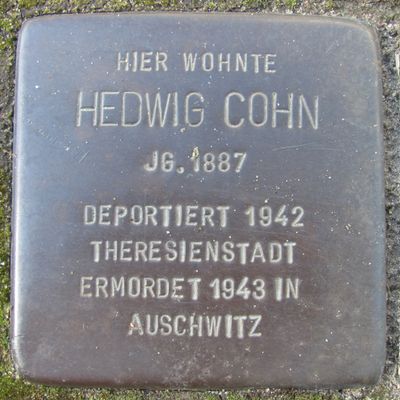 HIER WOHNTE
HEDWIG COHN
JG. 1887
DEPORTIERT 1942
THERESIENSTADT
ERMORDET 1943 IN
AUSCHWITZ